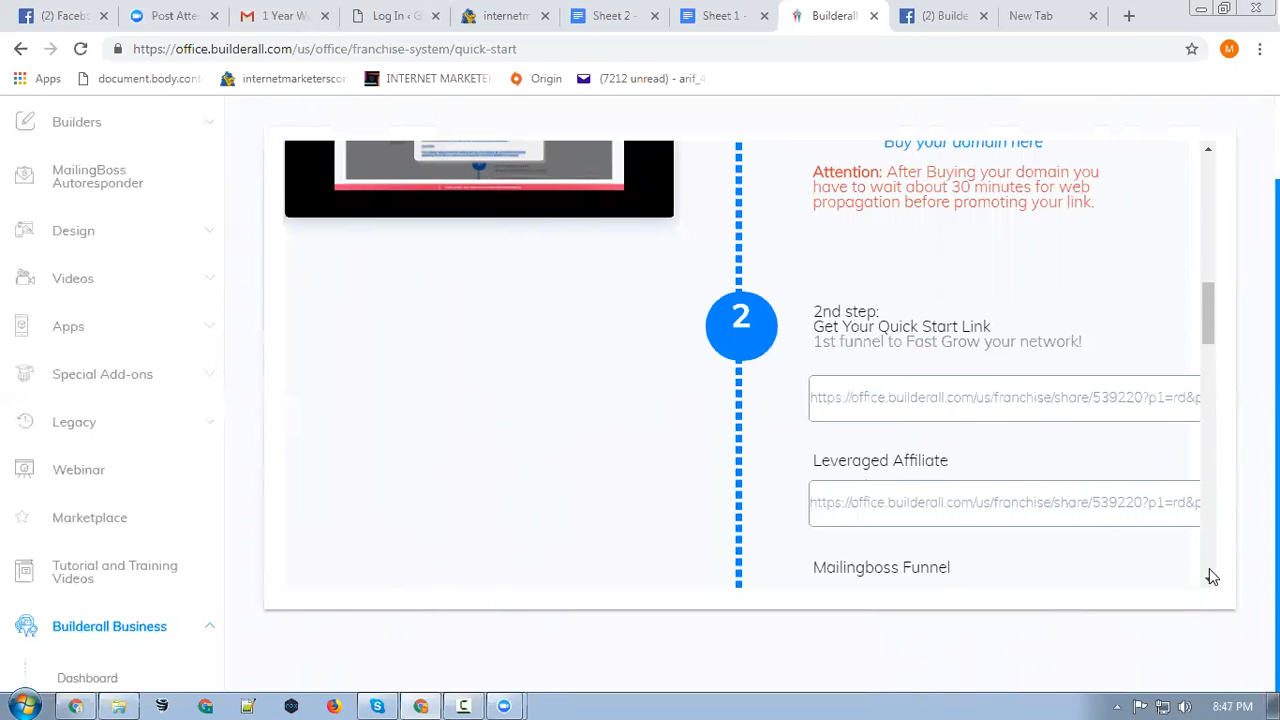 (2) Faceb
Post Atte
1 Year Wu
Log In ‹ G
internetm
Sheet 2 -
Sheet 1 -
Builderall
(2) Builde
New Tab
https://office.builderall.com/us/office/franchise-system/quick-start
M
Apps
document.body.con
internetmarketersco
INTERNET MARKETE
Origin
(7212 unread) - arif_4
Builders
MailingBoss
Autoresponder
Design
Videos
Apps
Special Add-ons
Legacy
Webinar
Marketplace
Tutorial and Training
Videos
Builderall Business
Dashboard
Buy your domain here
Attention: After Buying your domain you
have to wait about 30 minutes for web
propagation before promoting your link.
2
2nd step:
Get Your Quick Start Link
1st funnel to Fast Grow your network!
https://office.builderall.com/us/franchise/share/539220?p1=rd&p
Leveraged Affiliate
https://office.builderall.com/us/franchise/share/539220?p1=rd&p
Mailingboss Funnel
8:47 PM